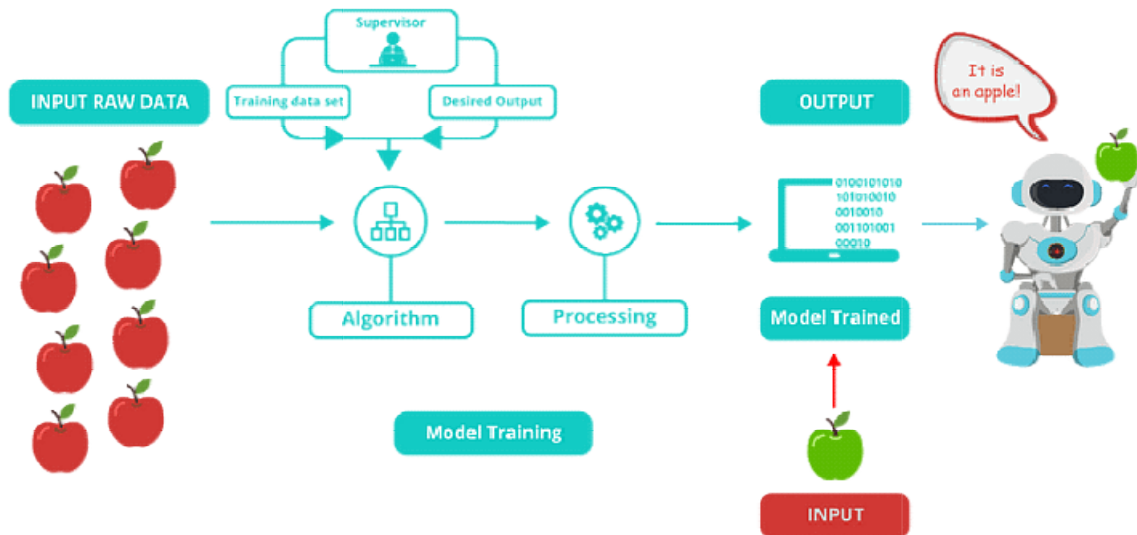 Supervisor
INPUT RAW DATA
Training data set
Desired Output
OUTPUT
It is
an apple!
0100101010
101010010
0010010
001101001
00010
Algorithm
Processing
Model Trained
Model Training
INPUT